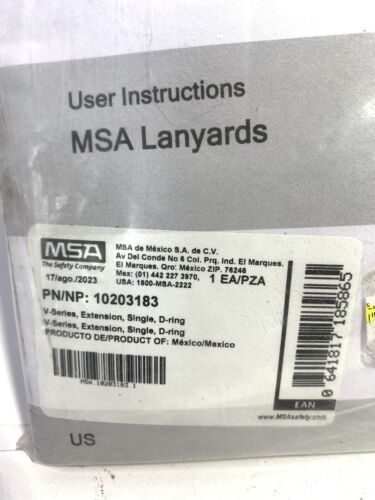 User Instructions
MSA Lanyards
MSA
The Safety Company
17/ago./2023
MSA de México S.A. de C.V.
Av Del Conde No 6 Col. Prq. Ind. El Marques.
El Marques. Qro: México ZIP. 76246
Mex: (01) 442 227 3970,
USA: 1800-MSA-2222
1 EA/PZA
PN/NP: 10203183
V-Series, Extension, Single, D-ring
V-Series, Extension, Single, D-ring
PRODUCTO DE/PRODUCT OF: México/Mexico
MSA 10203183 1
0 641817 185865
EAN
www.MSAsafety.com
US